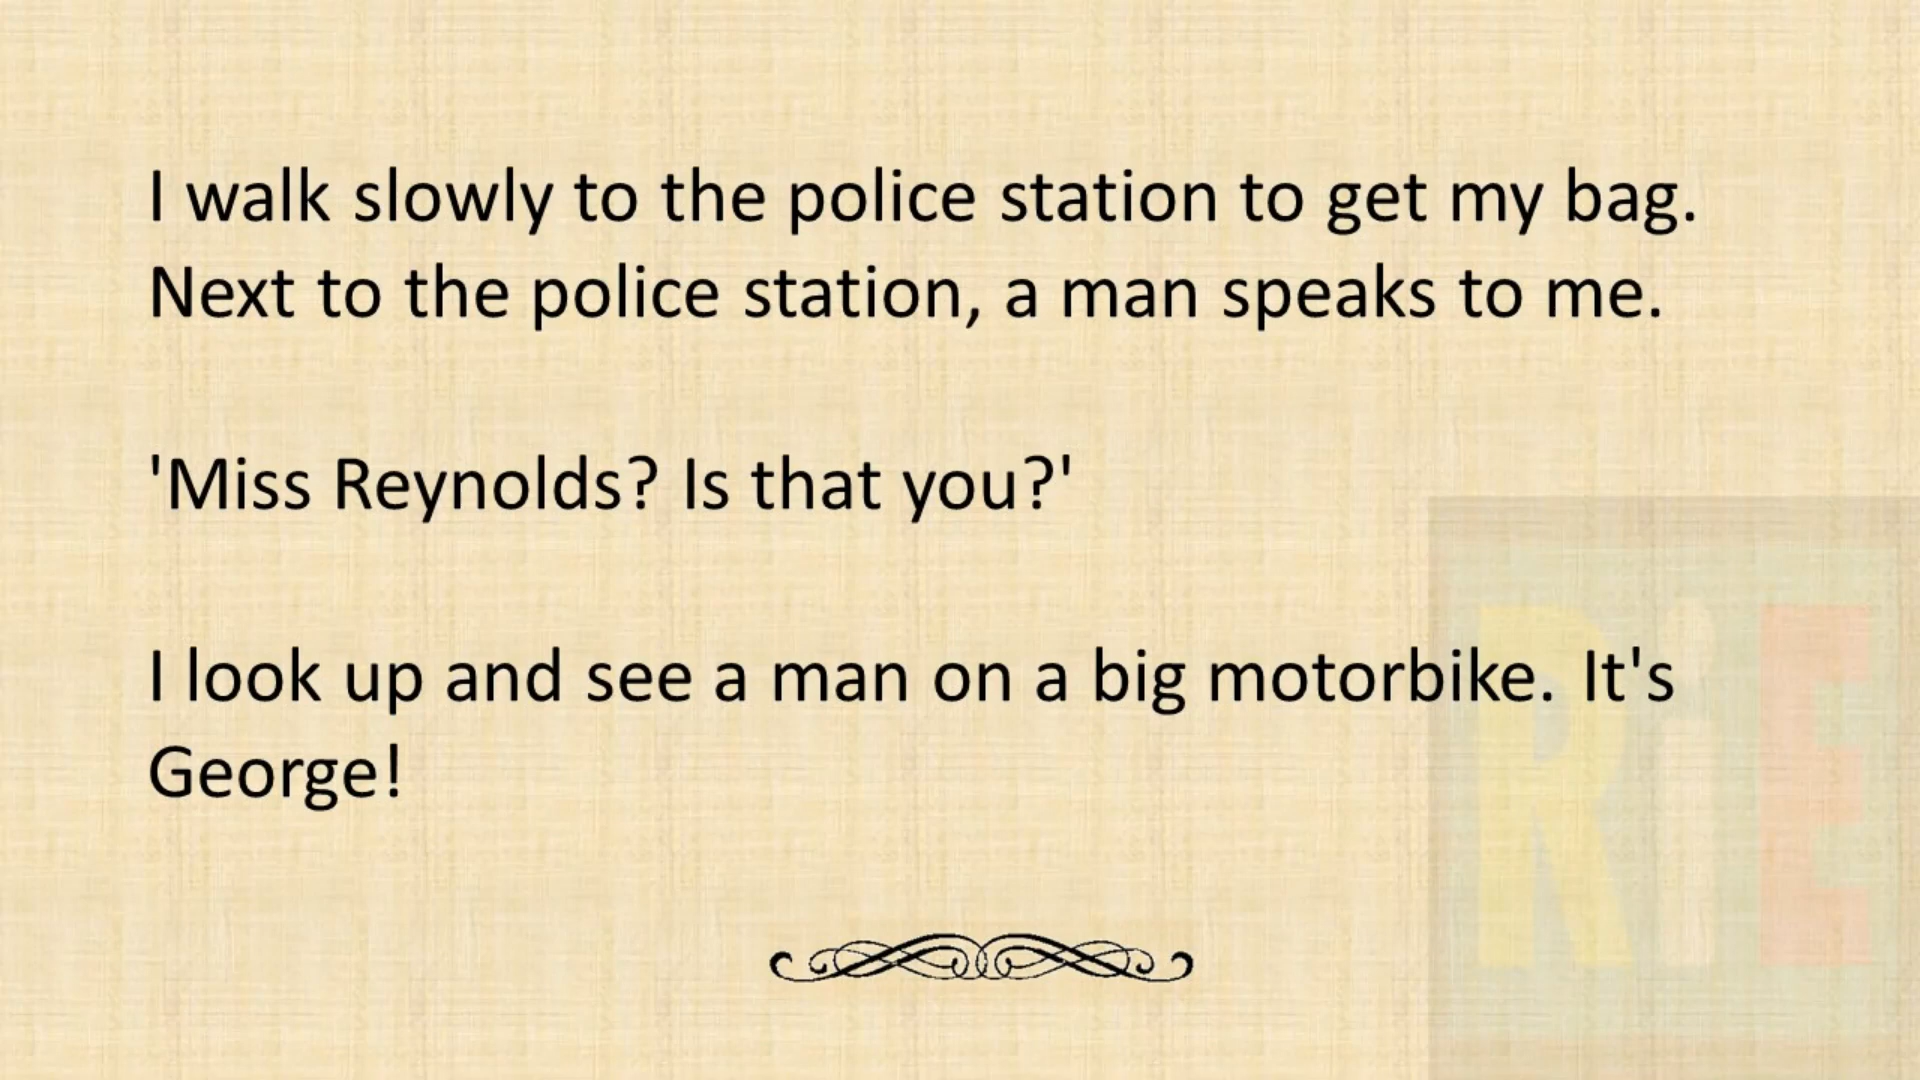 I walk slowly to the police station to get my bag.
Next to the police station, a man speaks to me.
'Miss Reynolds? Is that you?'
I look up and see a man on a big motorbike. It's
George!
RiE